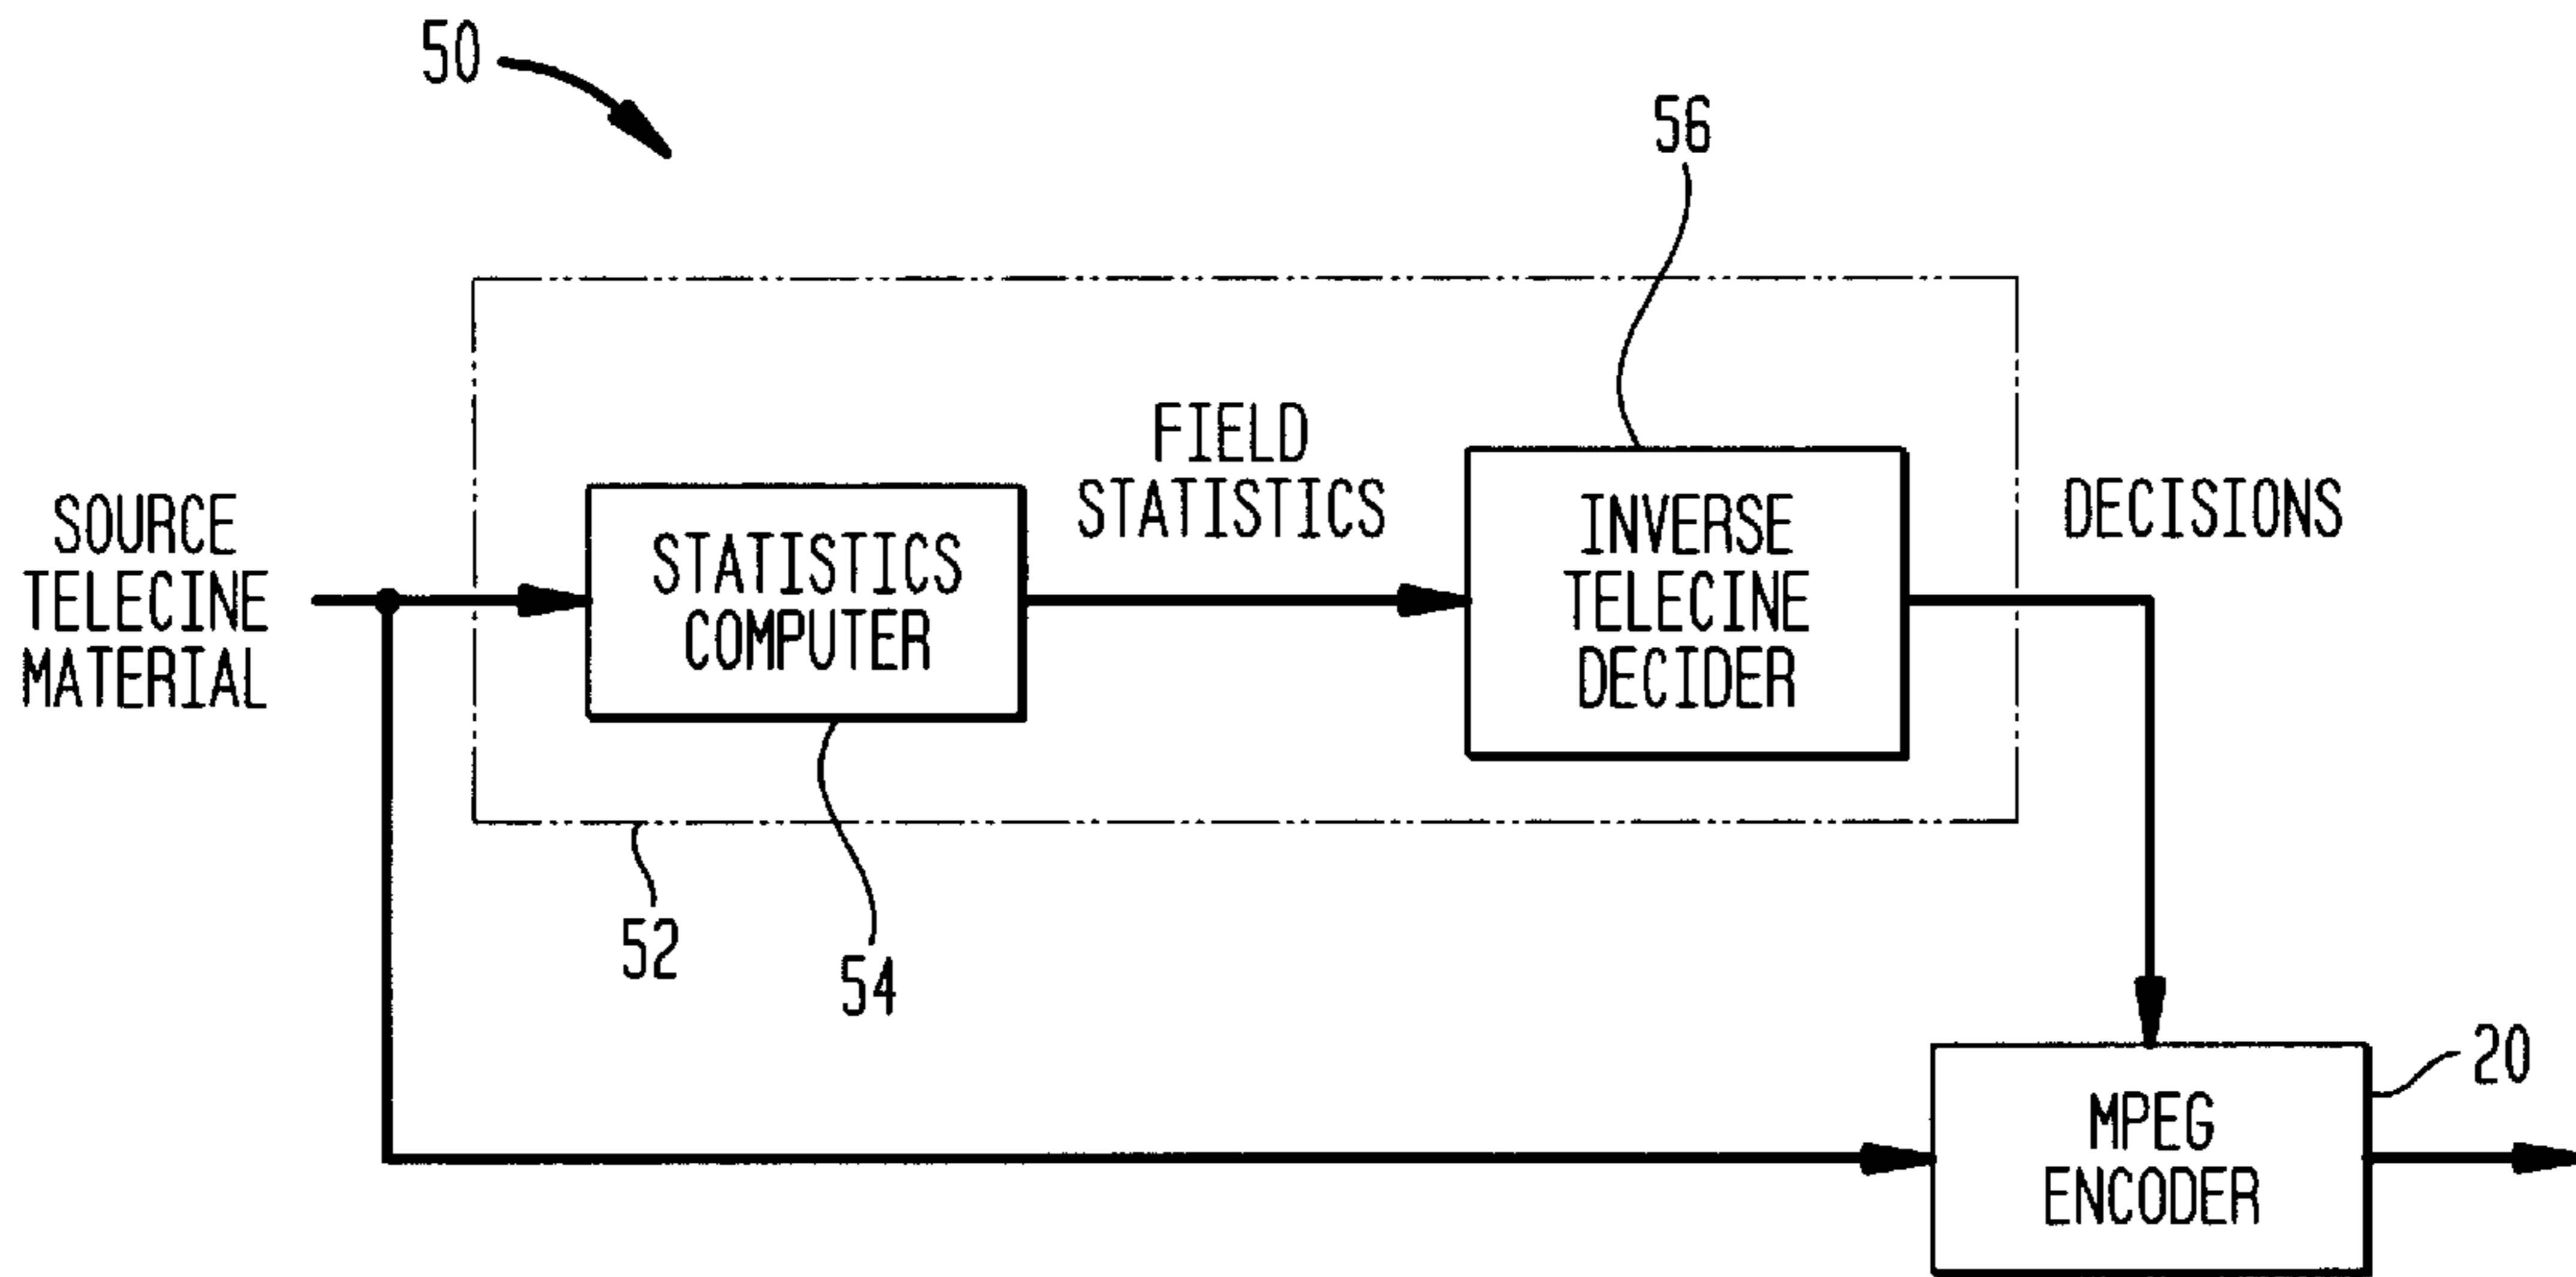 50
56
FIELD
STATISTICS
SOURCE
TELECINE
MATERIAL
STATISTICS
COMPUTER
INVERSE
TELECINE
DECIDER
DECISIONS
52
54
20
MPEG
ENCODER